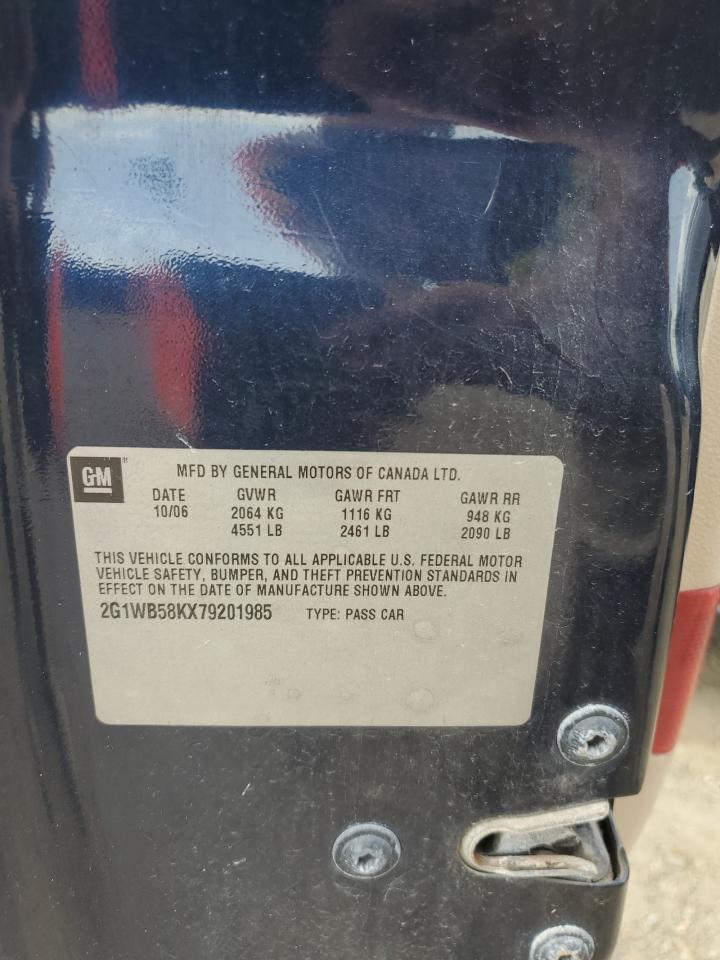 GM®
MFD BY GENERAL MOTORS OF CANADA LTD.
DATE GVWR GAWR FRT GAWR RR
10/06 2064 KG 1116 KG 948 KG
4551 LB 2461 LB 2090 LB
THIS VEHICLE CONFORMS TO ALL APPLICABLE U.S. FEDERAL MOTOR
VEHICLE SAFETY, BUMPER, AND THEFT PREVENTION STANDARDS IN
EFFECT ON THE DATE OF MANUFACTURE SHOWN ABOVE.
2G1WB58KX79201985 TYPE: PASS CAR